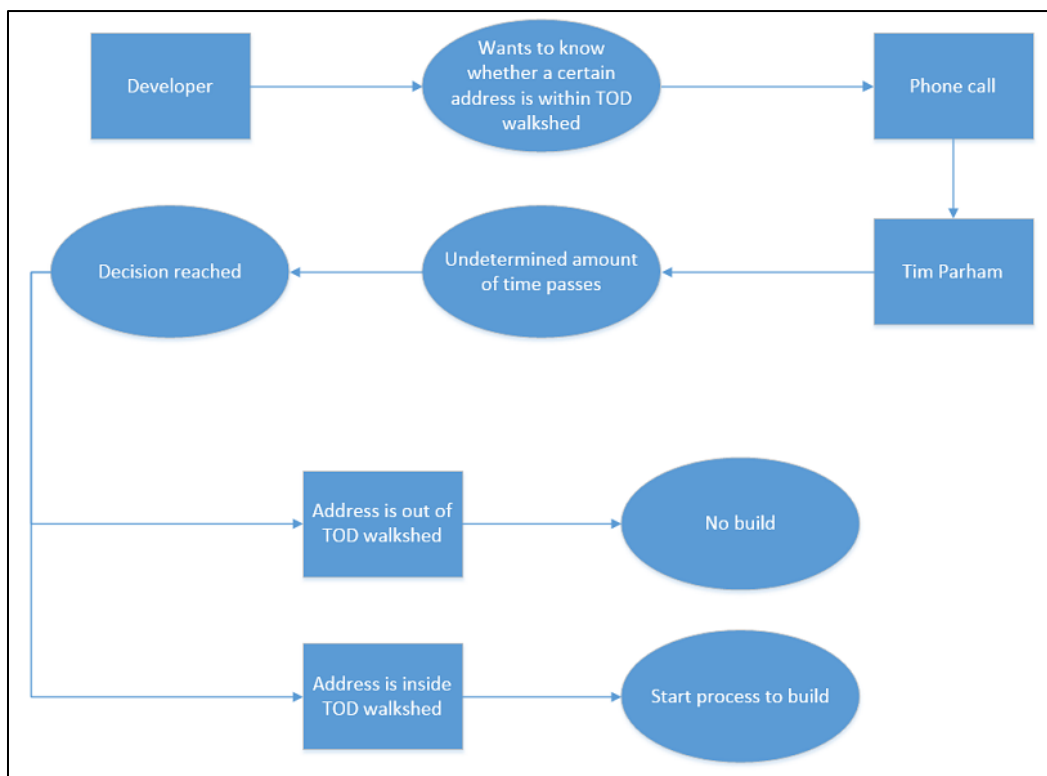 Developer
Wants to know
whether a certain
address is within TOD
walkshed
Phone call
Decision reached
Undetermined amount
of time passes
Tim Parham
Address is out of
TOD walkshed
No build
Address is inside
TOD walkshed
Start process to build